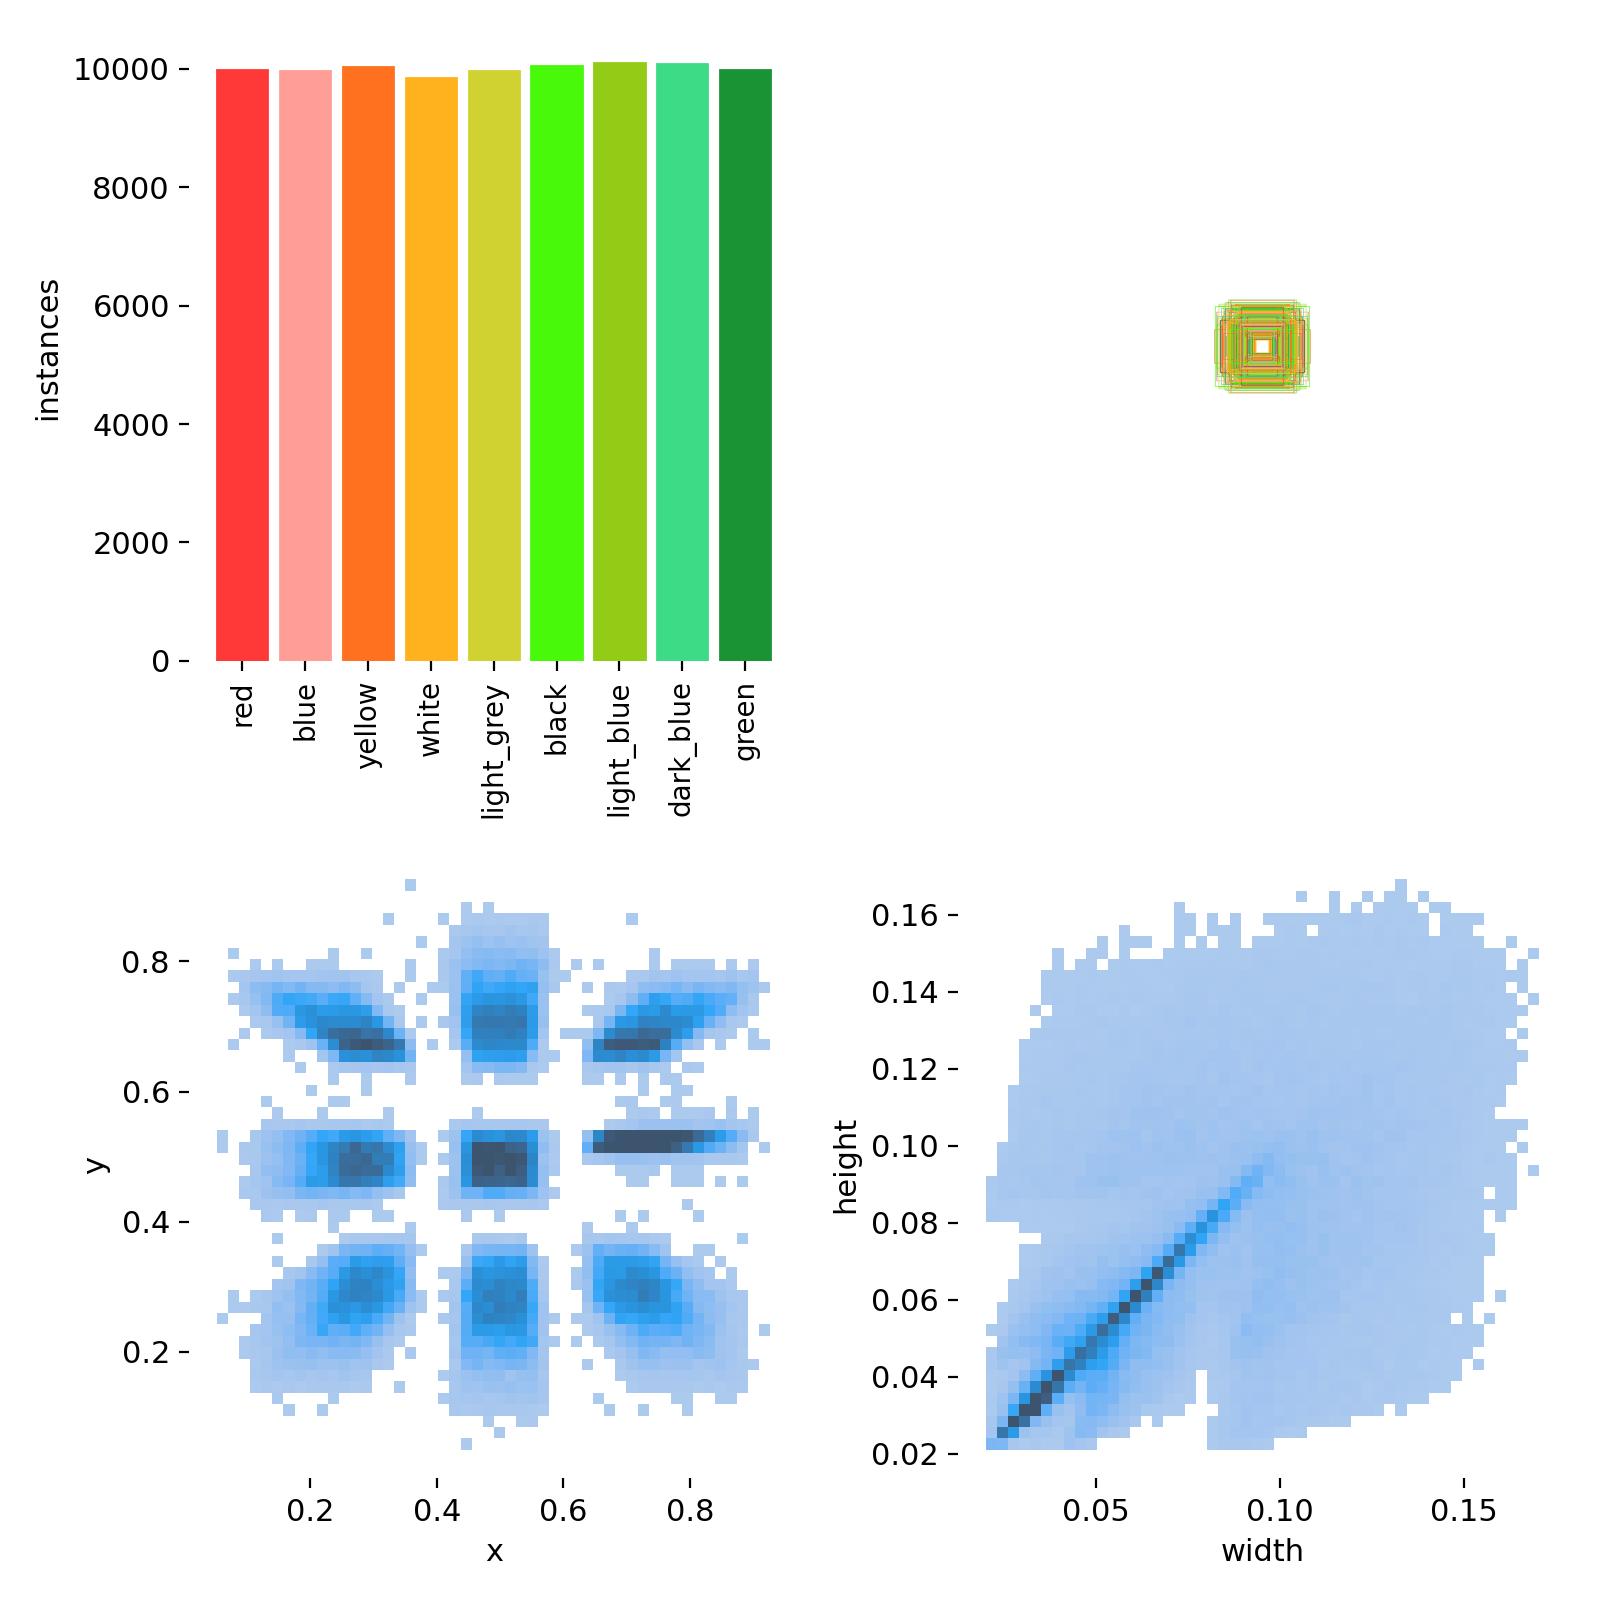 instances
10000
8000
6000
4000
2000
0
red
blue
yellow
white
light_grey
black
light_blue
dark_blue
green
y
0.8
0.6
0.4
0.2
0.2 0.4 0.6 0.8
x
height
0.16
0.14
0.12
0.10
0.08
0.06
0.04
0.02
0.05 0.10 0.15
width